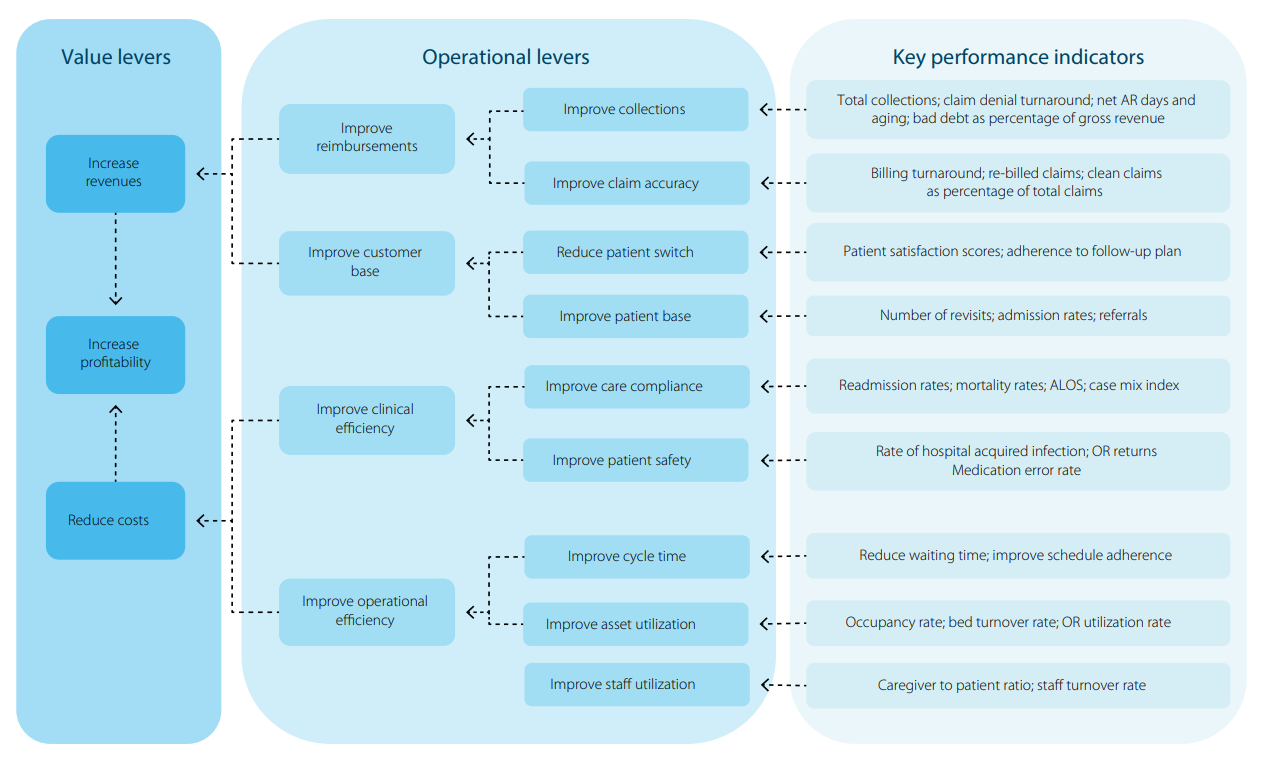 Value levers
Operational levers
Key performance indicators
Increase
revenues
Increase
profitability
Reduce costs
Improve
reimbursements
Improve customer
base
Improve clinical
efficiency
Improve operational
efficiency
Improve collections
Improve claim accuracy
Reduce patient switch
Improve patient base
Improve care compliance
Improve patient safety
Improve cycle time
Improve asset utilization
Improve staff utilization
Total collections; claim denial turnaround; net AR days and
aging; bad debt as percentage of gross revenue
Billing turnaround; re-billed claims; clean claims
as percentage of total claims
Patient satisfaction scores; adherence to follow-up plan
Number of revisits; admission rates; referrals
Readmission rates; mortality rates; ALOS; case mix index
Rate of hospital acquired infection; OR returns
Medication error rate
Reduce waiting time; improve schedule adherence
Occupancy rate; bed turnover rate; OR utilization rate
Caregiver to patient ratio; staff turnover rate